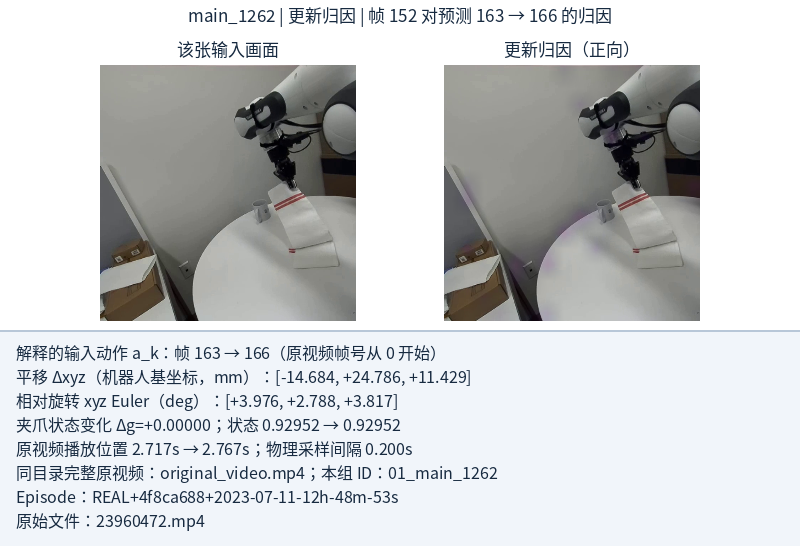 main_1262 | 更新归因 | 帧 152 对预测 163 → 166 的归因
该张输入画面
更新归因（正向）
解释的输入动作 a_k：帧 163 → 166（原视频帧号从 0 开始）
平移 Δxyz（机器人基坐标，mm）：[-14.684, +24.786, +11.429]
相对旋转 xyz Euler（deg）：[+3.976, +2.788, +3.817]
夹爪状态变化 Δg=+0.00000；状态 0.92952 → 0.92952
原视频播放位置 2.717s → 2.767s；物理采样间隔 0.200s
同目录完整原视频：original_video.mp4；本组 ID：01_main_1262
Episode：REAL+4f8ca688+2023-07-11-12h-48m-53s
原始文件：23960472.mp4